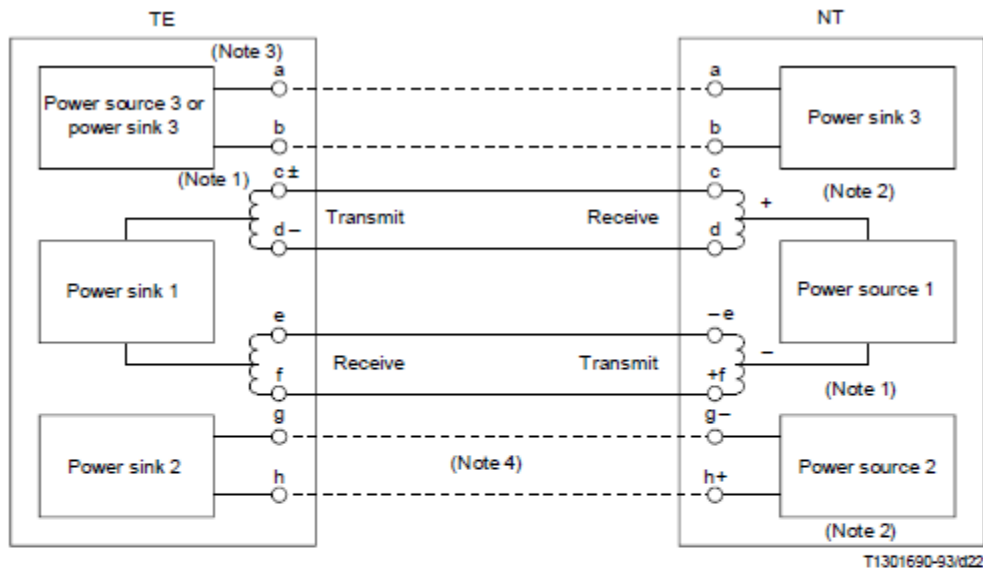 TE
NT
(Note 3)
a
a
Power source 3 or
power sink 3
Power sink 3
b
b
(Note 1)
c ±
c
(Note 2)
Transmit
Receive
+
d –
d
Power sink 1
Power source 1
e
– e
Receive
Transmit
–
f
+f
(Note 1)
g
g –
Power sink 2
(Note 4)
Power source 2
h
h+
(Note 2)
T1301690-93/d22